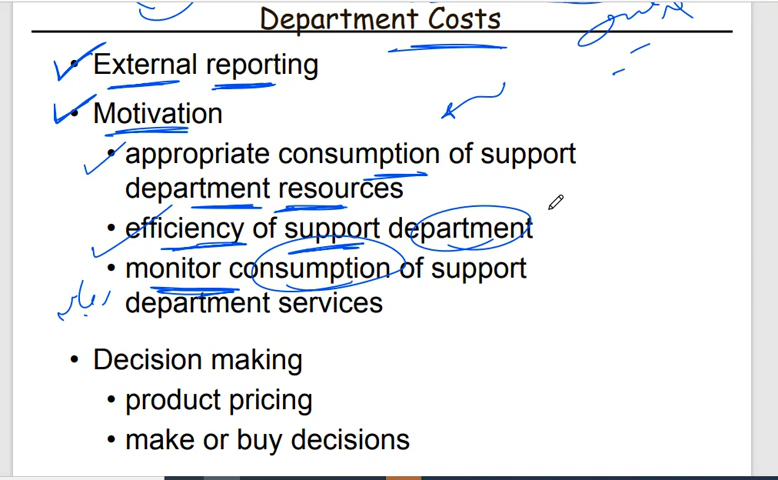 Department Costs
• External reporting
• Motivation
• appropriate consumption of support
department resources
• efficiency of support department
• monitor consumption of support
department services
• Decision making
• product pricing
• make or buy decisions